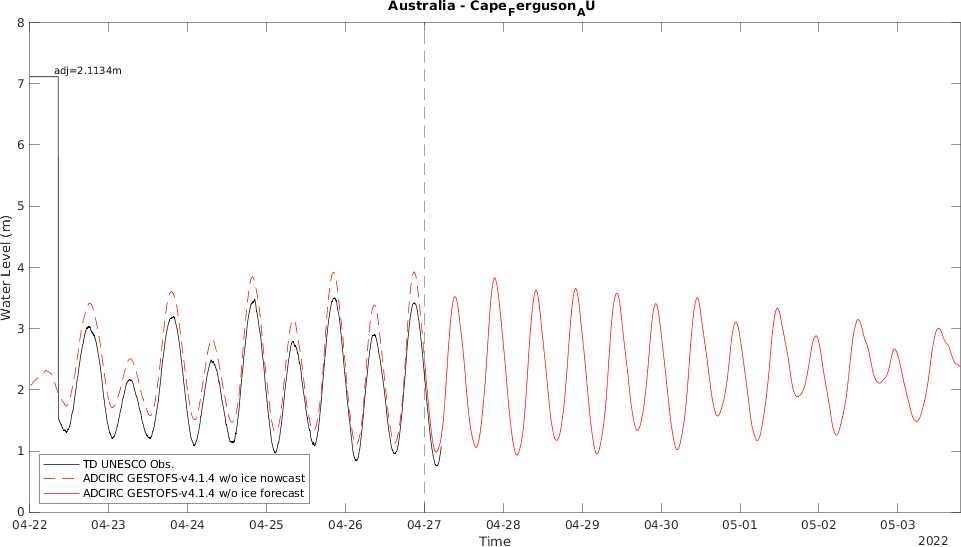 Australia - Cape_Ferguson_AU
adj=2.1134m
8
7
6
5
4
3
2
1
0
Water Level (m)
TD UNESCO Obs.
ADCIRC GESTOFS-v4.1.4 w/o ice nowcast
ADCIRC GESTOFS-v4.1.4 w/o ice forecast
04-22 04-23 04-24 04-25 04-26 04-27 04-28 04-29 04-30 05-01 05-02 05-03
Time
2022